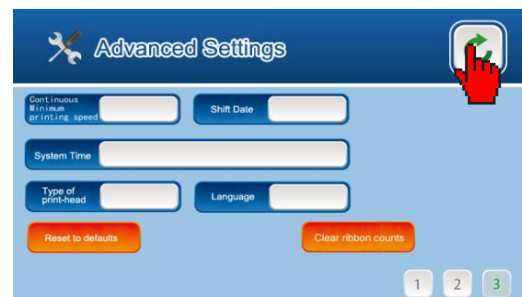 Advanced Settings
Continuous
Minimum
printing speed
Shift Date
System Time
Type of
print-head
Language
Reset to defaults
Clear ribbon counts
1 2 3